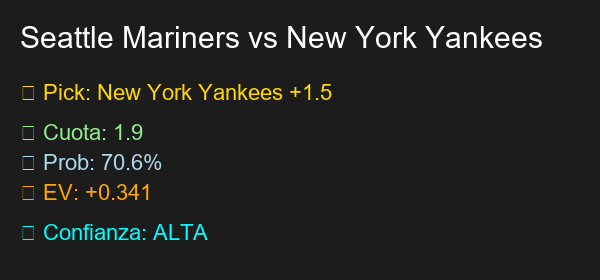 Seattle Mariners vs New York Yankees
▯ Pick: New York Yankees +1.5
▯ Cuota: 1.9
▯ Prob: 70.6%
▯ EV: +0.341
▯ Confianza: ALTA